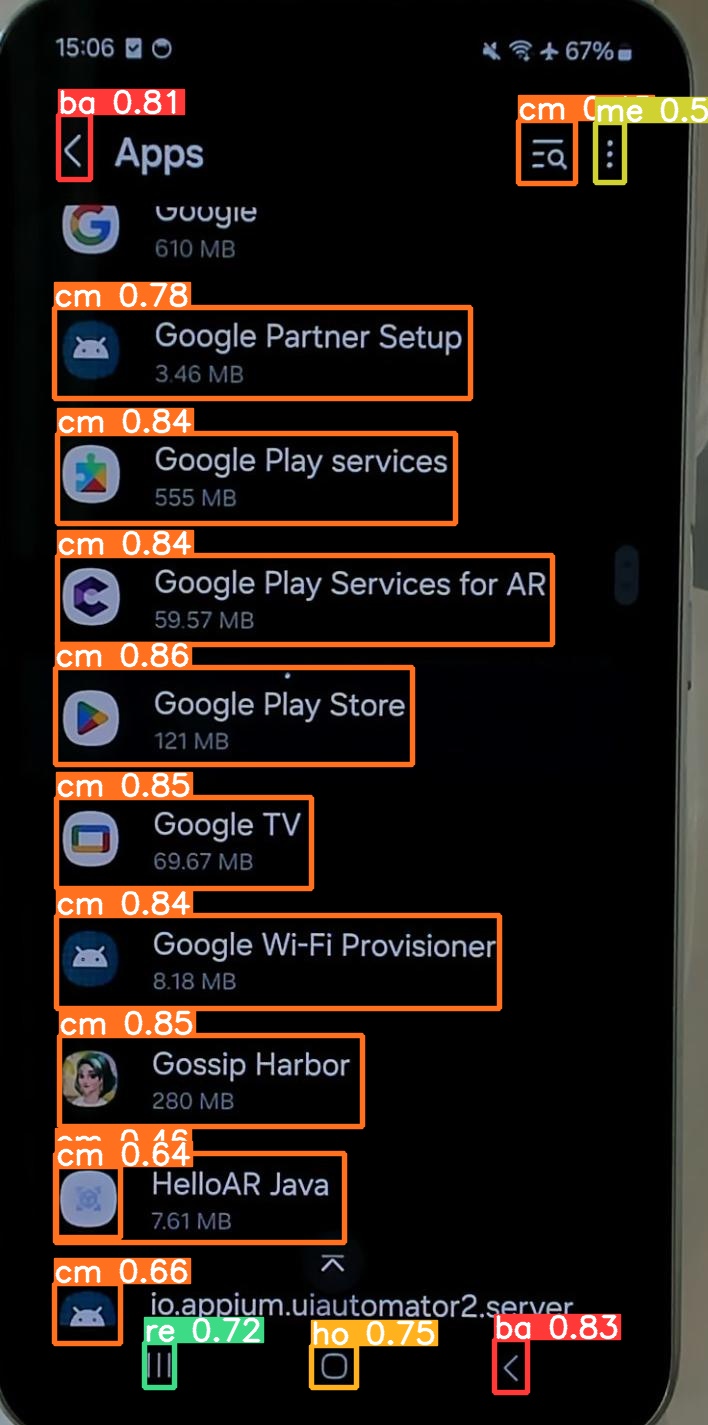 15:06 67%
ba 0.81
cm me 0.5
Apps
Google
610 MB
cm 0.78
Google Partner Setup
3.46 MB
cm 0.84
Google Play services
555 MB
cm 0.84
Google Play Services for AR
59.57 MB
cm 0.86
Google Play Store
121 MB
cm 0.85
Google TV
69.67 MB
cm 0.84
Google Wi-Fi Provisioner
8.18 MB
cm 0.85
Gossip Harbor
280 MB
cm 0.46
cm 0.64
HelloAR Java
7.61 MB
cm 0.66
io.appium.uiautomator2.server
re 0.72 ho 0.75 ba 0.83